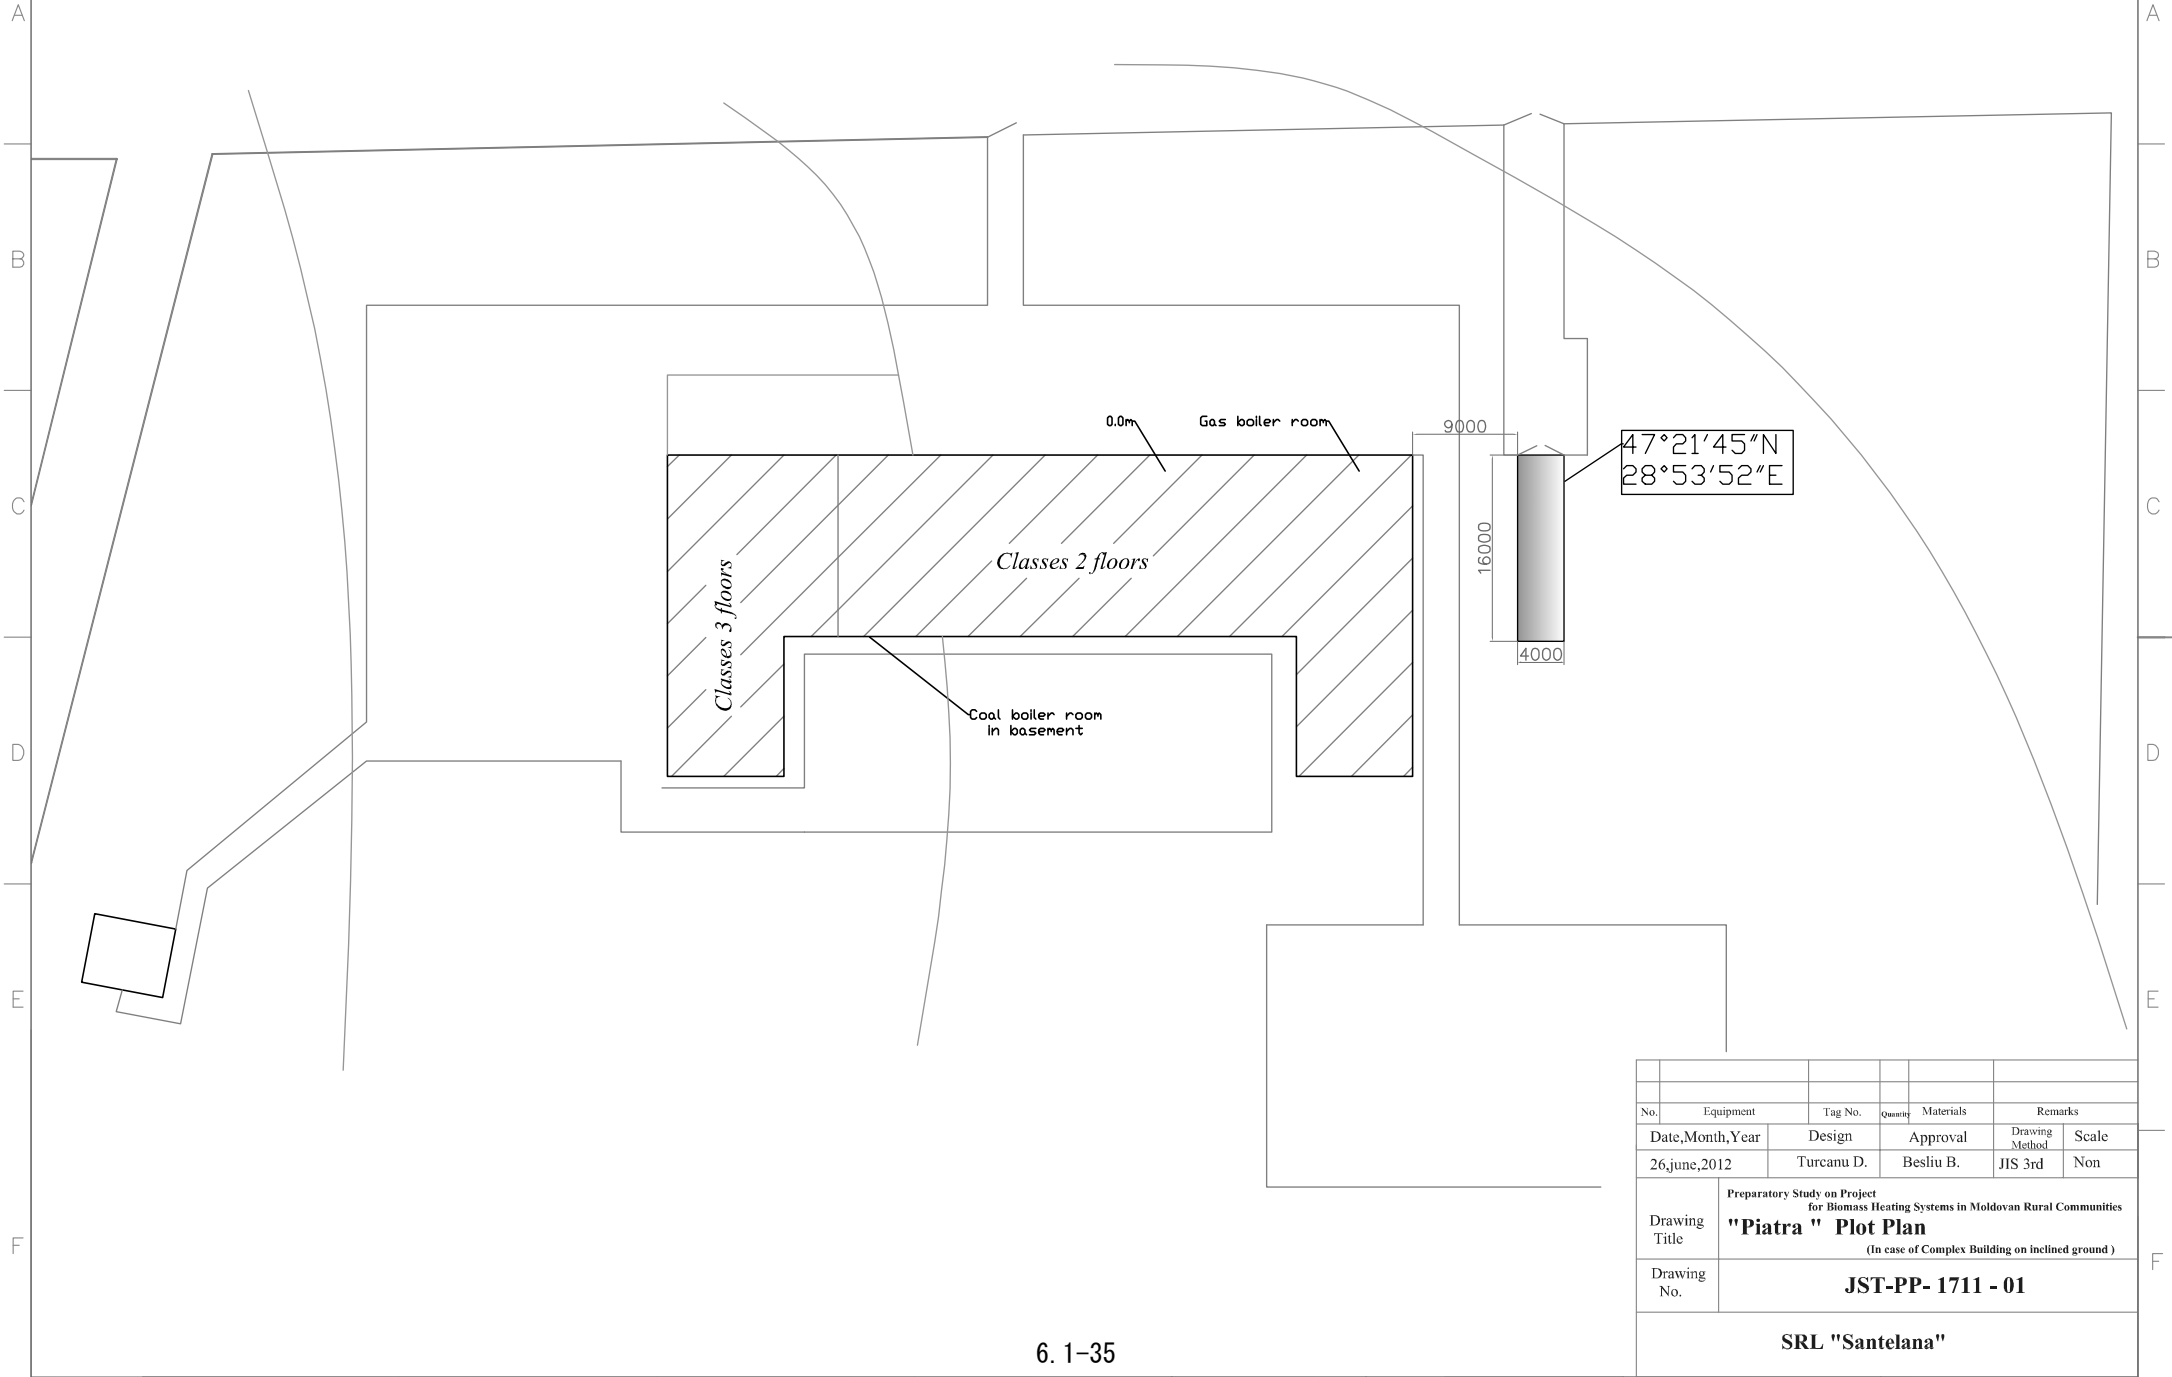 A
A
B
B
C
C
D
D
E
E
F
F
0.0m
Gas boiler room
9000
47°21'45"N
28°53'52"E
16000
4000
Classes 2 floors
Classes 3 floors
Coal boiler room
in basement
No. Equipment Tag No. Quantity Materials Remarks
Date,Month,Year Design Approval Drawing Method Scale
26,june,2012 Turcanu D. Besliu B. JIS 3rd Non
Drawing
Title
Preparatory Study on Project
for Biomass Heating Systems in Moldovan Rural Communities
"Piatra " Plot Plan
(In case of Complex Building on inclined ground )
Drawing
No.
JST-PP- 1711 - 01
SRL "Santelana"
6. 1-35